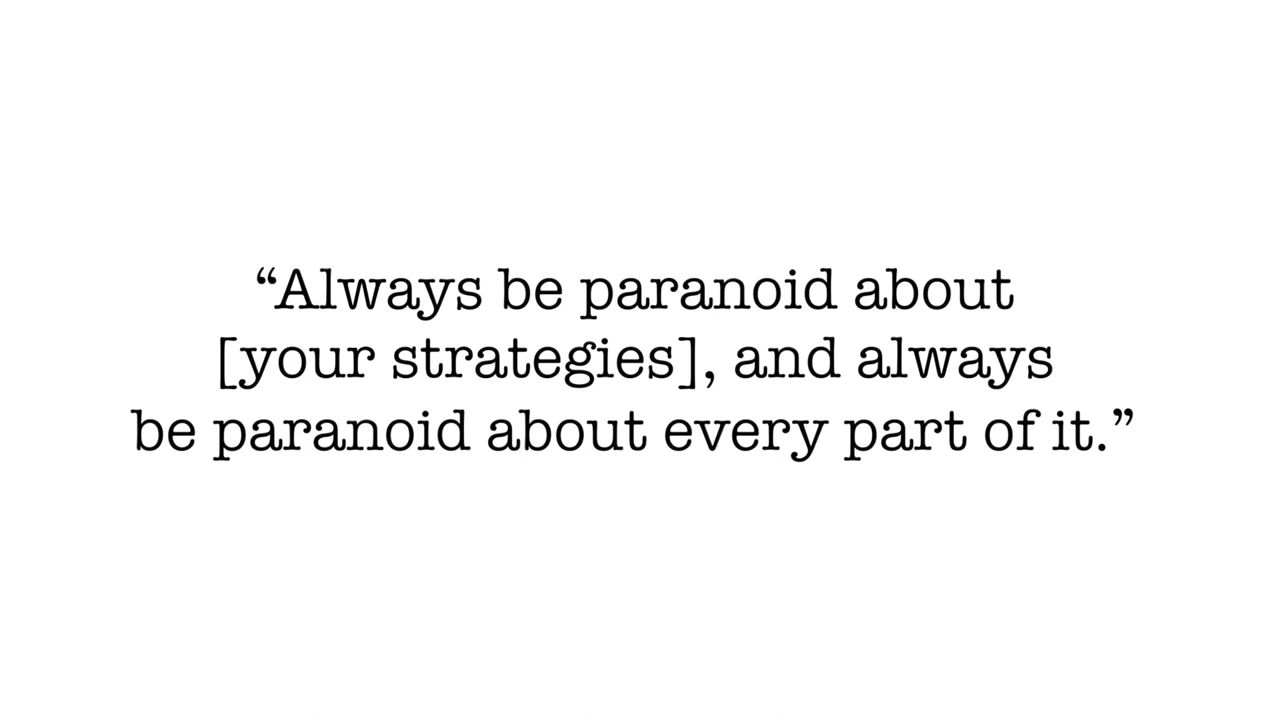 “Always be paranoid about
[your strategies], and always
be paranoid about every part of it.”